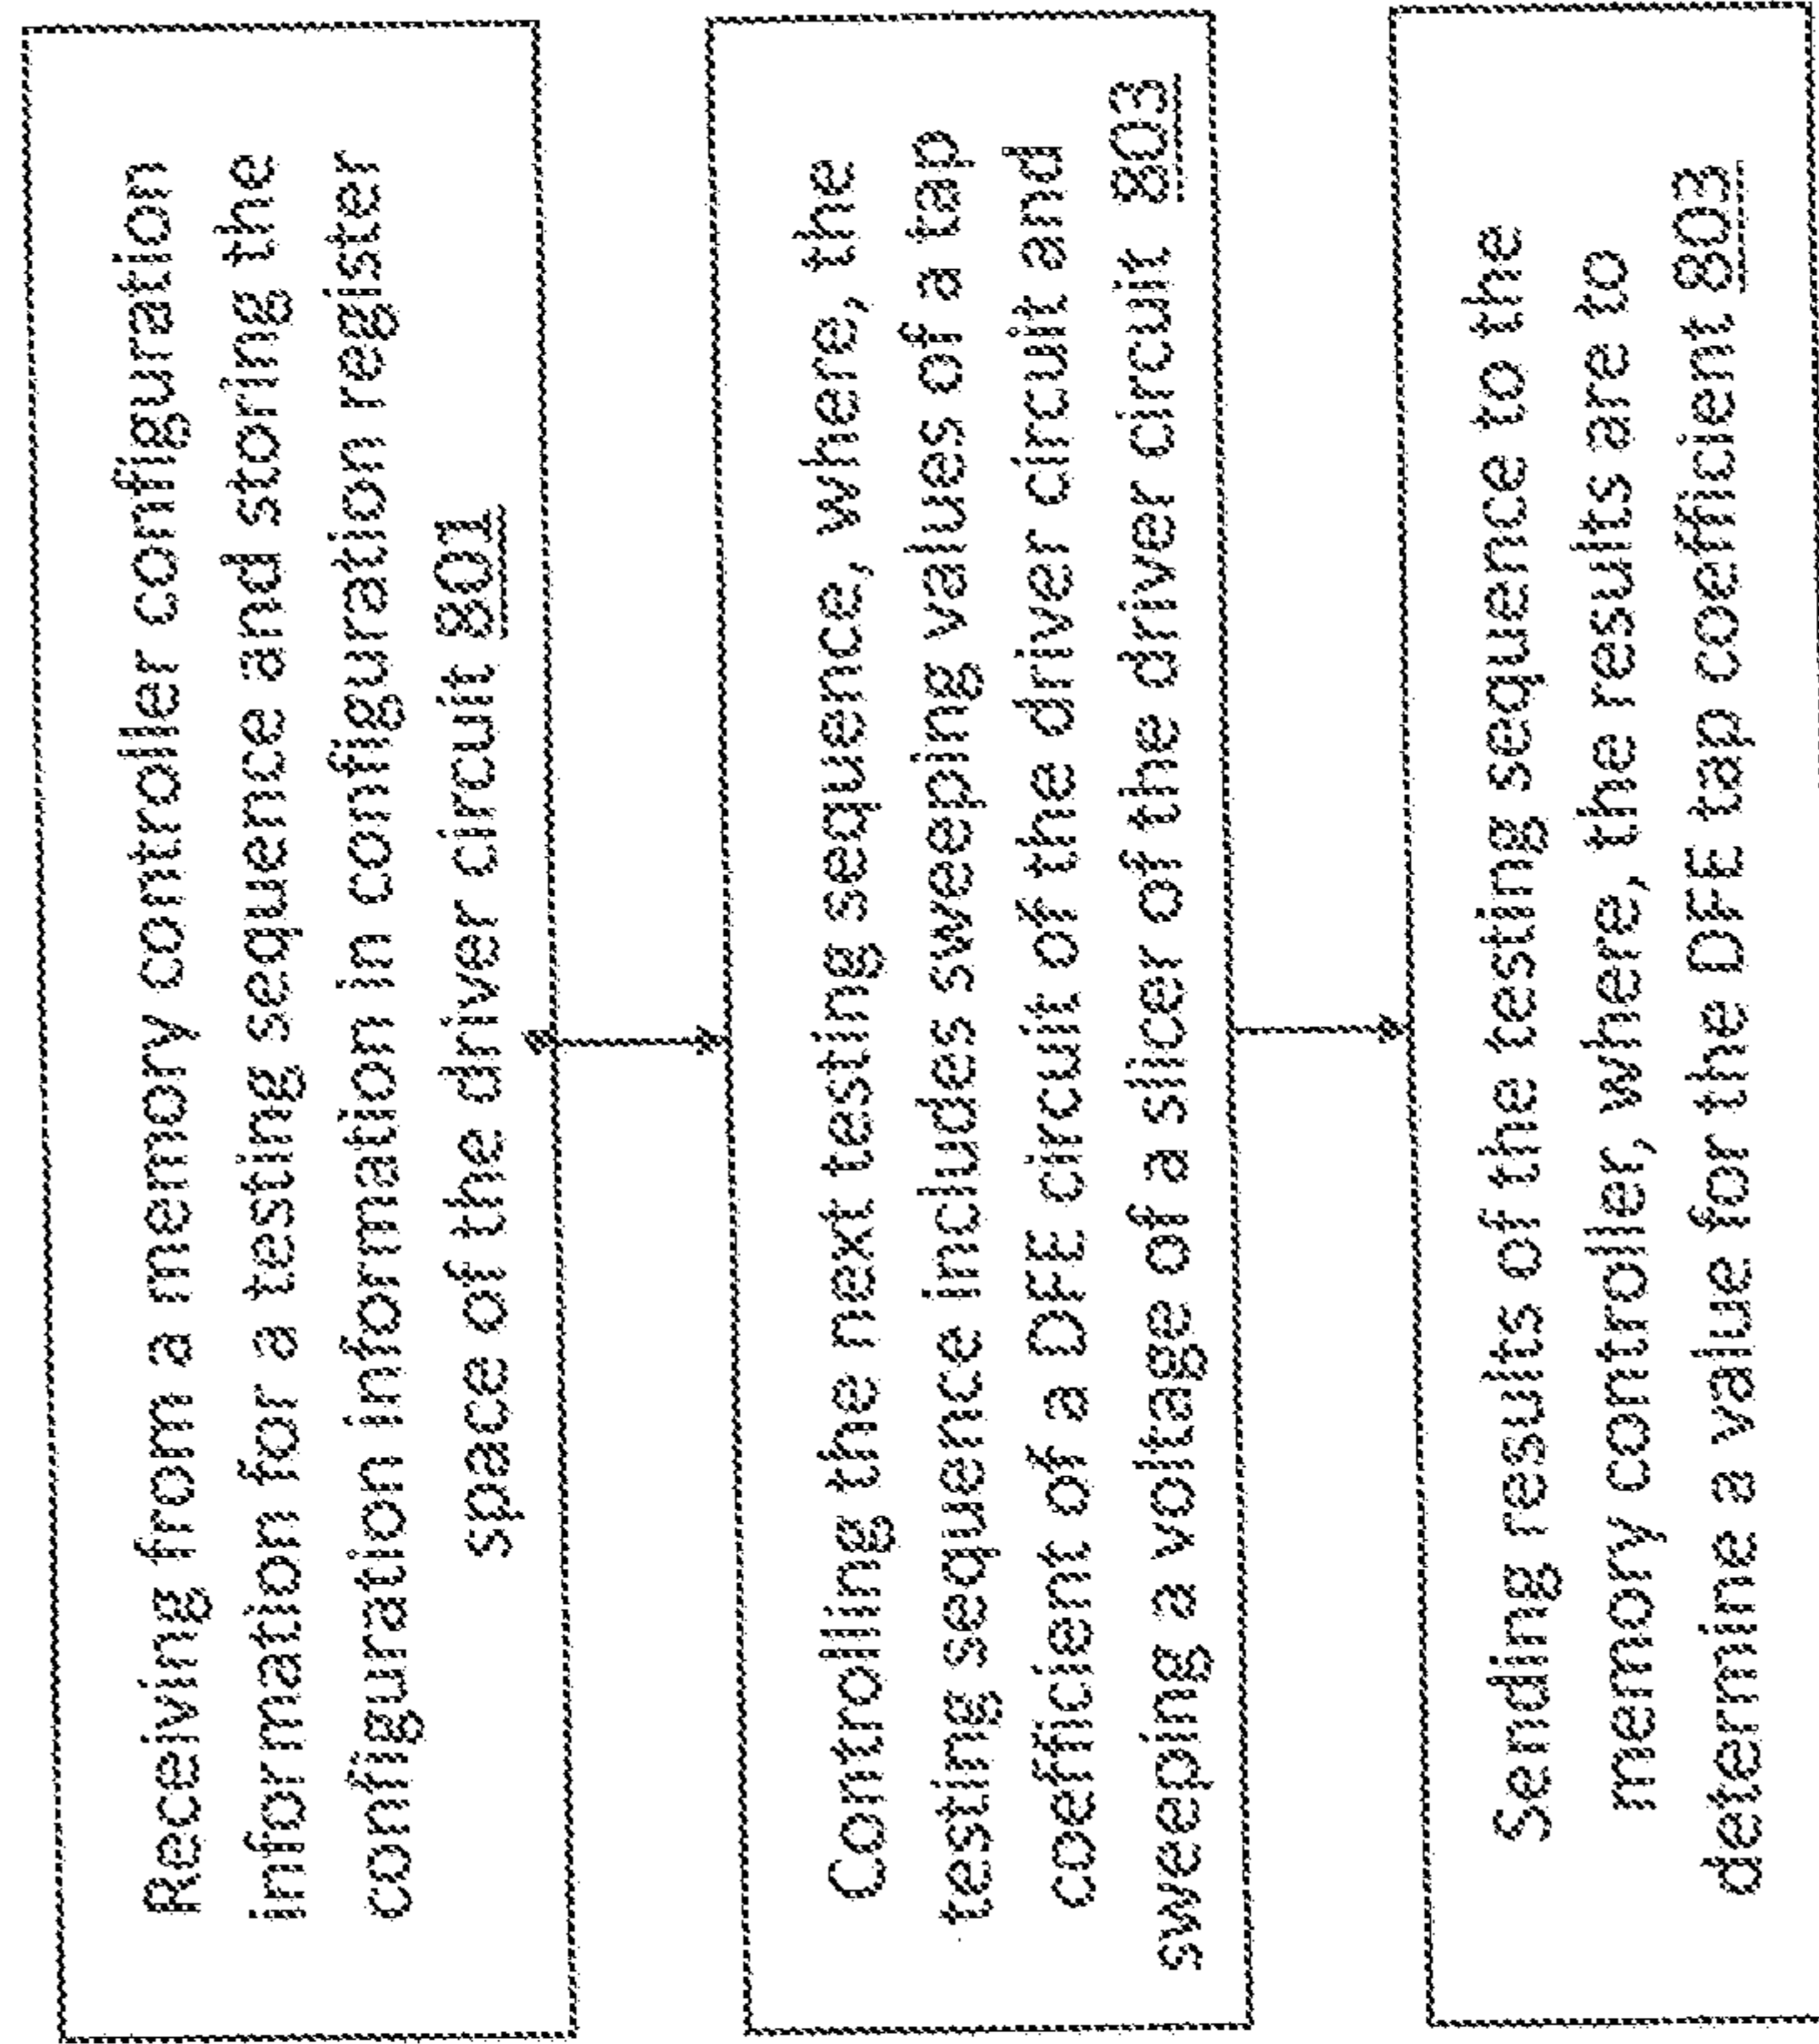 Receiving from a memory controller configuration
information for a testing sequence and storing the
configuration information in configuration register
space of the driver circuit 801
Controlling the next testing sequence, where, the
testing sequence includes sweeping values of a tap
coefficient of a DFE circuit of the driver circuit and
sweeping a voltage of a slicer of the driver circuit 803
Sending results of the testing sequence to the
memory controller, where, the results are to
determine a value for the DFE tap coefficient 803